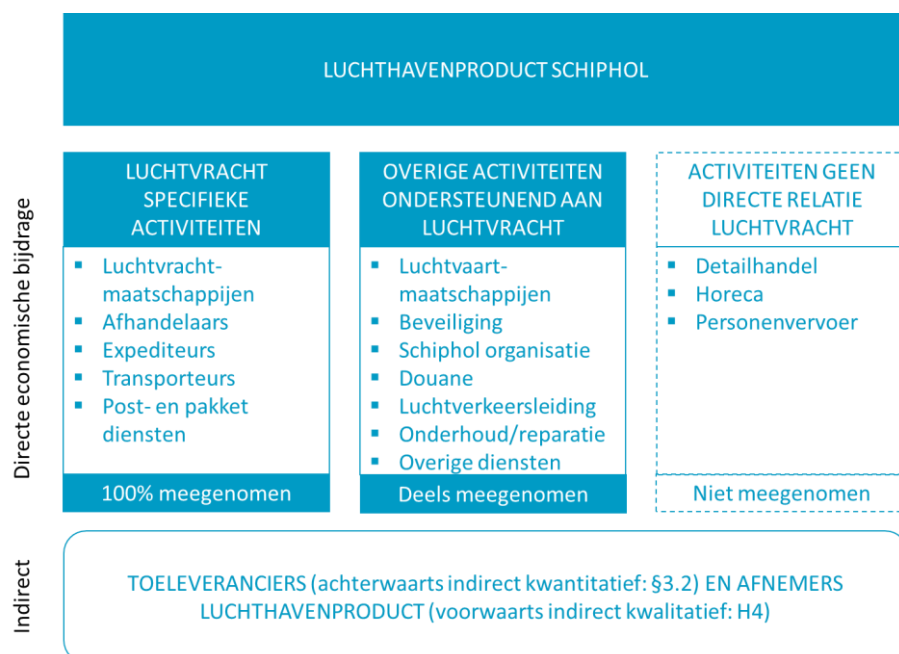 LUCHTHAVENPRODUCT SCHIPHOL
Directe economische bijdrage
LUCHTVRACHT
SPECIFIEKE
ACTIVITEITEN
▪ Luchtvracht-
maatschappijen
▪ Afhandelaars
▪ Expediteurs
▪ Transporteurs
▪ Post- en pakket
diensten
100% meegenomen
OVERIGE ACTIVITEITEN
ONDERSTEUNEND AAN
LUCHTVRACHT
▪ Luchtvaart-
maatschappijen
▪ Beveiliging
▪ Schiphol organisatie
▪ Douane
▪ Luchtverkeersleiding
▪ Onderhoud/reparatie
▪ Overige diensten
Deels meegenomen
ACTIVITEITEN GEEN
DIRECTE RELATIE
LUCHTVRACHT
▪ Detailhandel
▪ Horeca
▪ Personenvervoer
Niet meegenomen
Indirect
TOELEVERANCIERS (achterwaarts indirect kwantitatief: §3.2) EN AFNEMERS
LUCHTHAVENPRODUCT (voorwaarts indirect kwalitatief: H4)